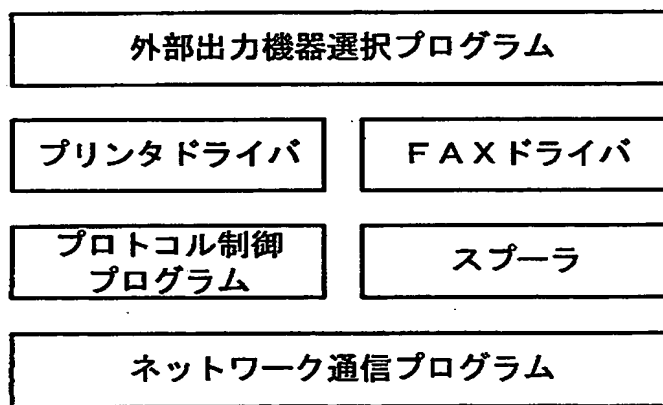 外部出力機器選択プログラム
プリンタドライバ
ＦＡＸドライバ
プロトコル制御
プログラム
スプーラ
ネットワーク通信プログラム